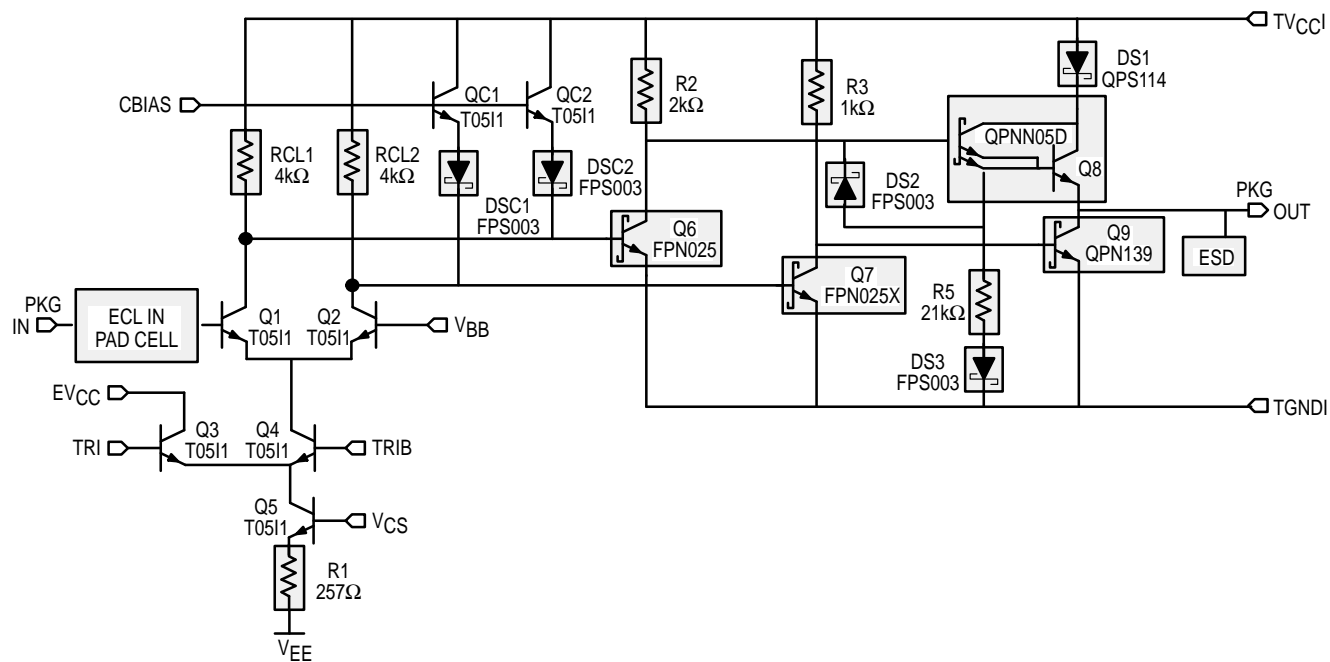 TVCCI
CBIAS
QC1
T05I1
QC2
T05I1
R2
2kΩ
R3
1kΩ
DS1
QPS114
RCL1
4kΩ
RCL2
4kΩ
DSC1
FPS003
DSC2
FPS003
DS2
FPS003
QPNN05D
Q8
Q6
FPN025
Q7
FPN025X
Q9
QPN139
PKG
OUT
ESD
PKG
IN
ECL IN
PAD CELL
Q1
T05I1
Q2
T05I1
VBB
R5
21kΩ
DS3
FPS003
EVCC
TGNDI
TRI
Q3
T05I1
Q4
T05I1
TRIB
Q5
T05I1
VCS
R1
257Ω
VEE